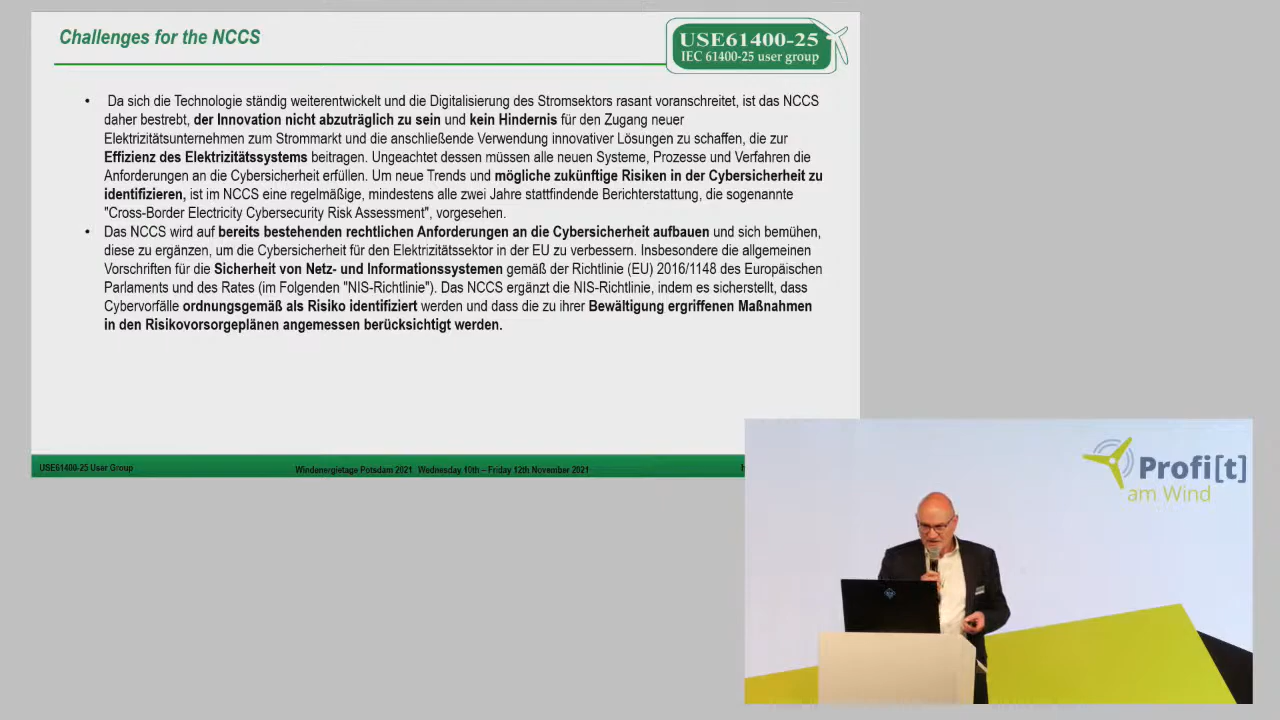 Challenges for the NCCS
USE61400-25
IEC 61400-25 user group
• Da sich die Technologie ständig weiterentwickelt und die Digitalisierung des Stromsektors rasant voranschreitet, ist das NCCS
daher bestrebt, der Innovation nicht abzuträglich zu sein und kein Hindernis für den Zugang neuer
Elektrizitätsunternehmen zum Strommarkt und die anschließende Verwendung innovativer Lösungen zu schaffen, die zur
Effizienz des Elektrizitätssystems beitragen. Ungeachtet dessen müssen alle neuen Systeme, Prozesse und Verfahren die
Anforderungen an die Cybersicherheit erfüllen. Um neue Trends und mögliche zukünftige Risiken in der Cybersicherheit zu
identifizieren, ist im NCCS eine regelmäßige, mindestens alle zwei Jahre stattfindende Berichterstattung, die sogenannte
"Cross-Border Electricity Cybersecurity Risk Assessment", vorgesehen.
• Das NCCS wird auf bereits bestehenden rechtlichen Anforderungen an die Cybersicherheit aufbauen und sich bemühen,
diese zu ergänzen, um die Cybersicherheit für den Elektrizitätssektor in der EU zu verbessern. Insbesondere die allgemeinen
Vorschriften für die Sicherheit von Netz- und Informationssystemen gemäß der Richtlinie (EU) 2016/1148 des Europäischen
Parlaments und des Rates (im Folgenden "NIS-Richtlinie"). Das NCCS ergänzt die NIS-Richtlinie, indem es sicherstellt, dass
Cybervorfälle ordnungsgemäß als Risiko identifiziert werden und dass die zu ihrer Bewältigung ergriffenen Maßnahmen
in den Risikovorsorgeplänen angemessen berücksichtigt werden.
USE61400-25 User Group
Windenergietage Potsdam 2021 Wednesday 10th – Friday 12th November 2021
Profi[t]
am Wind